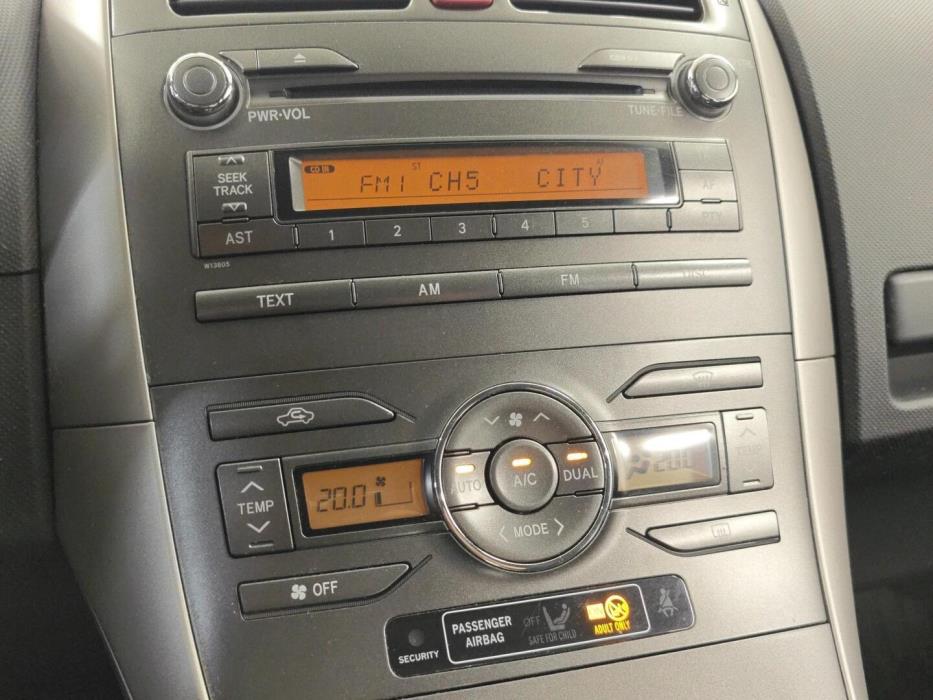 PWR·VOL
TUNE·FILE
CD IN
ST
AF
FM1 CH5 CITY
SEEK
TRACK
AF
AST 1 2 3 4 5
PTY
W13805
TEXT AM FM DISC
TEMP
20.0
AUTO
A/C
DUAL
TEMP
MODE
OFF
SECURITY
PASSENGER
AIRBAG
OFF
SAFE FOR CHILD
ADULT ONLY